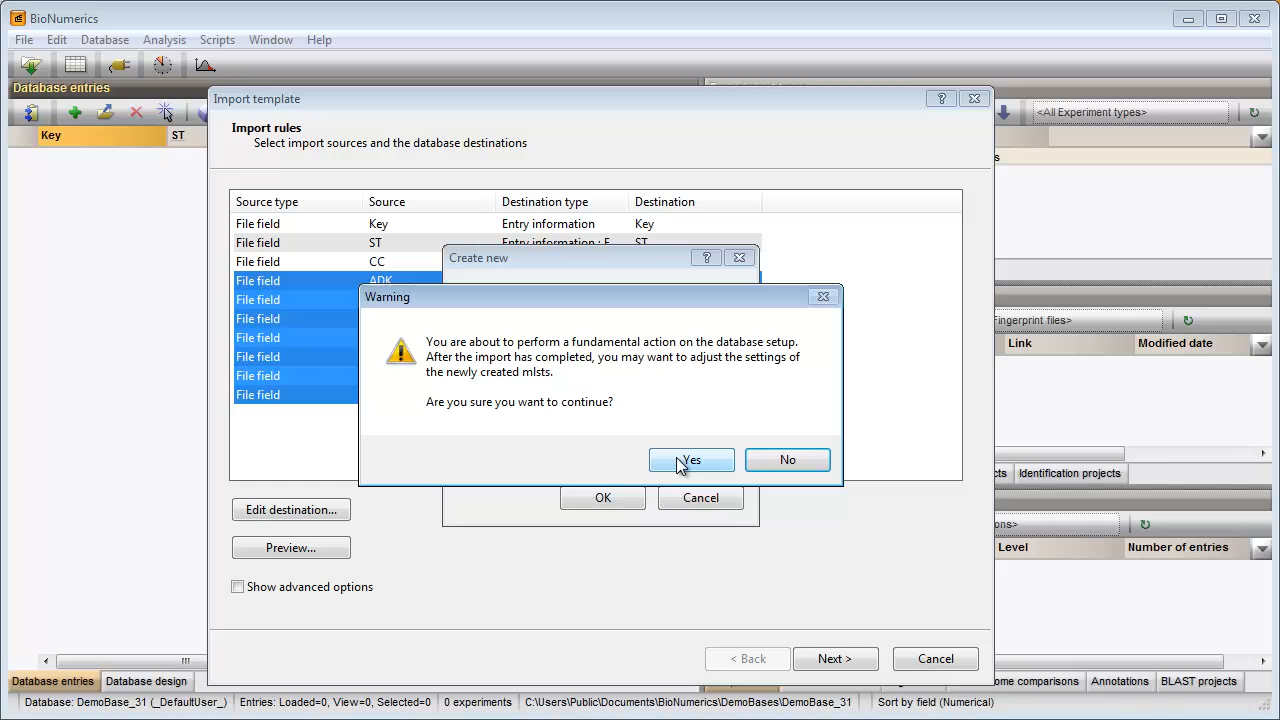 BioNumerics
File Edit Database Analysis Scripts Window Help
Database entries
<All Experiment types>
Key ST
Import template
Import rules
Select import sources and the database destinations
Source type Source Destination type Destination
File field Key Entry information Key
File field ST Entry information : F ST
File field CC
File field ADK
File field
File field
File field
File field
File field
File field
Create new
Warning
You are about to perform a fundamental action on the database setup.
After the import has completed, you may want to adjust the settings of
the newly created mlsts.
Are you sure you want to continue?
Yes No
OK Cancel
Edit destination...
Preview...
Show advanced options
< Back Next > Cancel
Fingerprint files>
Link Modified date
cts Identification projects
ons>
Level Number of entries
Database entries Database design
ome comparisons Annotations BLAST projects
Database: DemoBase_31 (_DefaultUser_) Entries: Loaded=0, View=0, Selected=0 0 experiments C:\Users\Public\Documents\BioNumerics\DemoBases\DemoBase_31 Sort by field (Numerical)